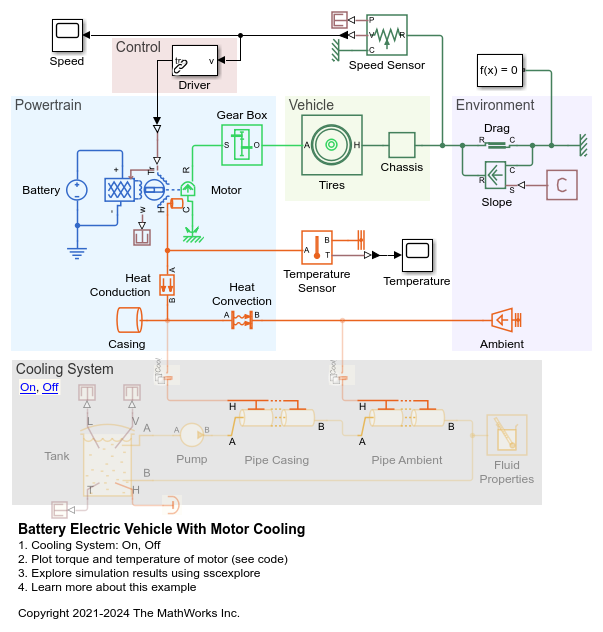 P
V
R
C
Speed
Control
tr
v
Driver
Speed Sensor
f(x) = 0
Powertrain
Gear Box
Vehicle
Environment
S
O
A
H
R
C
Drag
Tires
Chassis
Battery
+
-
Tr
R
w
H
C
Motor
R
C
S
C
Slope
A
B
T
Temperature
Sensor
Temperature
Heat
Conduction
A
B
Heat
Convection
A
B
Casing
Ambient
Cooling System
On, Off
Cool
Cool
L
V
A
B
T
H
Tank
A
B
Pump
H
A
B
Pipe Casing
H
A
B
Pipe Ambient
Fluid
Properties
Battery Electric Vehicle With Motor Cooling
1. Cooling System: On, Off
2. Plot torque and temperature of motor (see code)
3. Explore simulation results using sscexplore
4. Learn more about this example
Copyright 2021-2024 The MathWorks Inc.